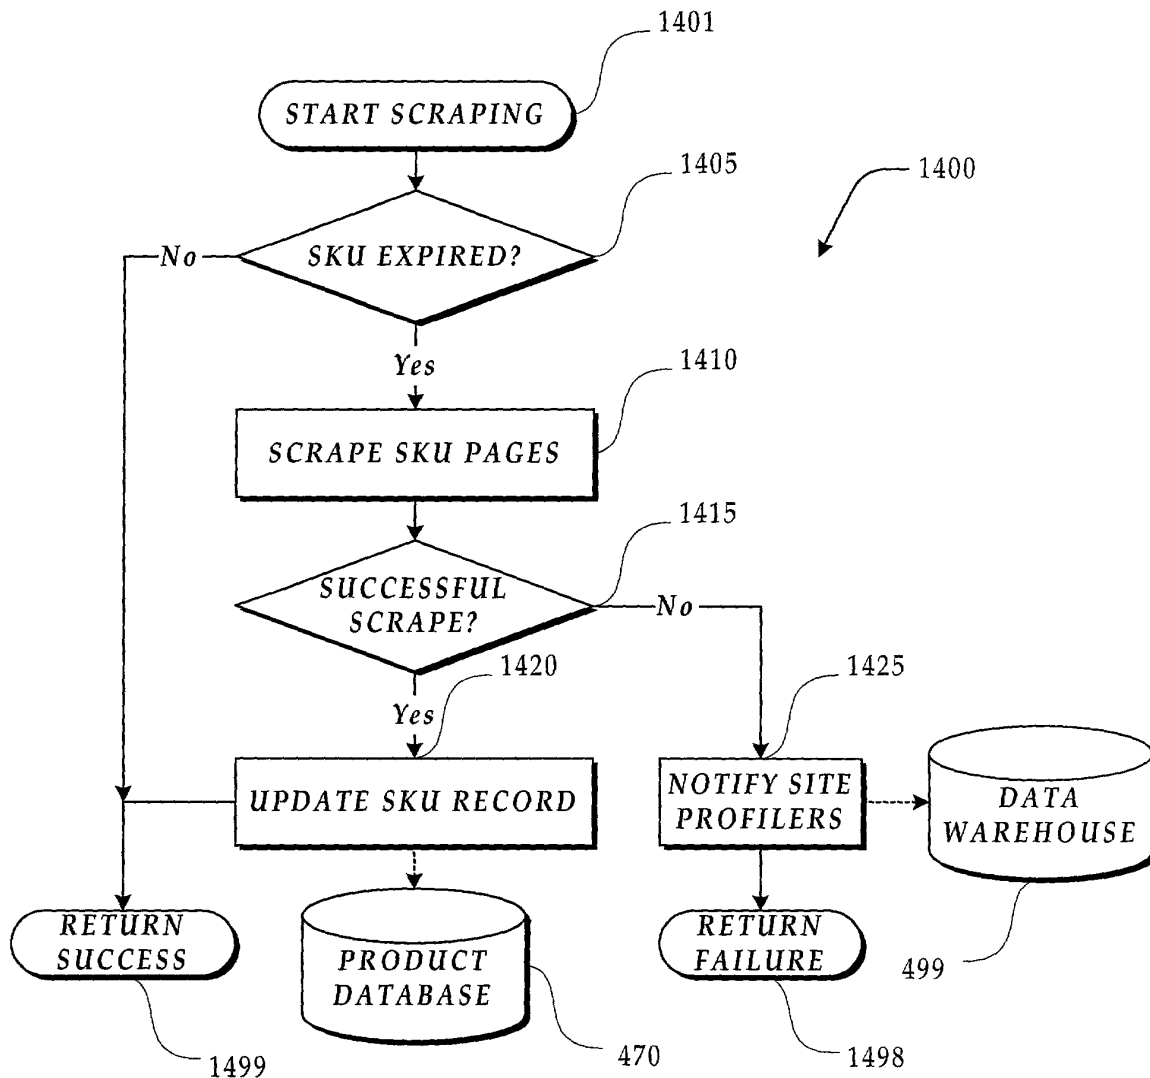 1401
START SCRAPING
1405
1400
No
SKU EXPIRED?
Yes
1410
SCRAPE SKU PAGES
1415
SUCCESSFUL
SCRAPE?
No
1420
1425
Yes
UPDATE SKU RECORD
NOTIFY SITE
PROFILERS
DATA
WAREHOUSE
RETURN
SUCCESS
PRODUCT
DATABASE
RETURN
FAILURE
499
1499
470
1498